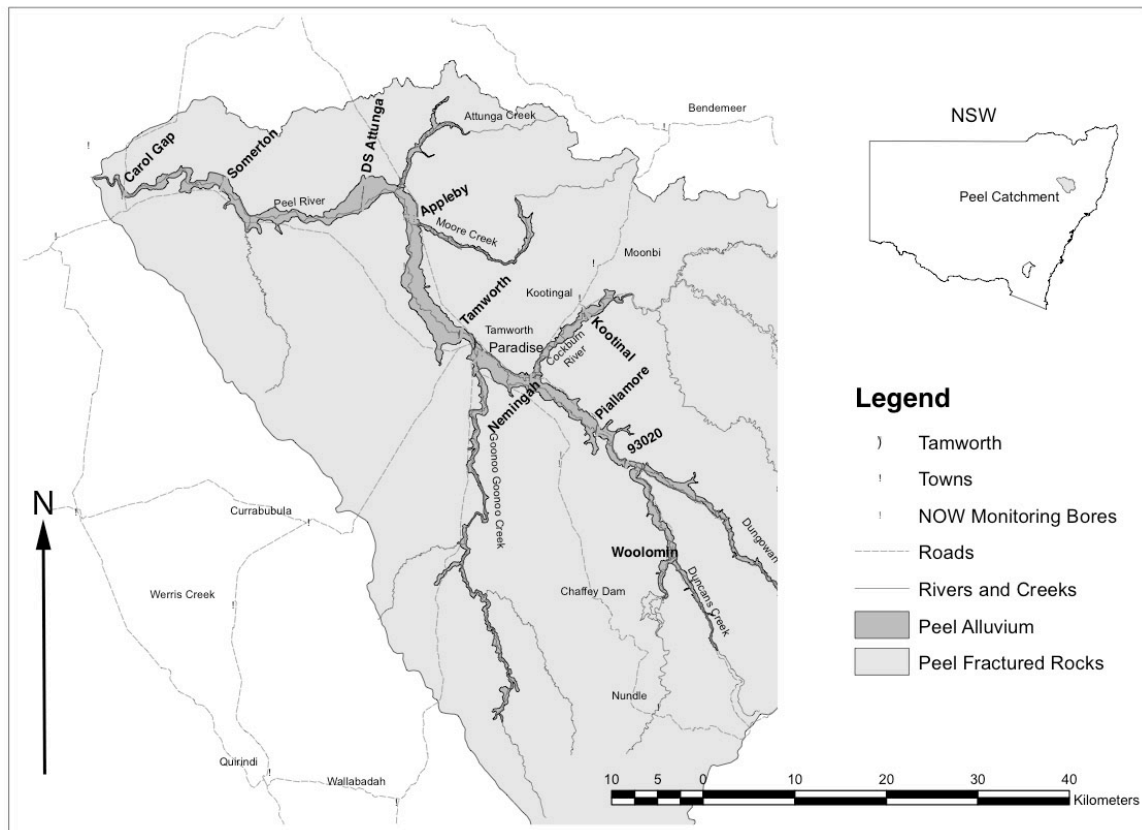 NSW
Peel Catchment
Bendemeer
Attunga Creek
DS Attunga
Carol Gap
Somerton
Peel River
Appleby
Moore Creek
Moonbi
Kootingal
Tamworth
Tamworth
Paradise
Cockburn
River
Kootinal
Piallamore
Nemingah
93020
Goonoo Goonoo Creek
N
Currabubula
Woolomin
Dungowan
Duncans Creek
Chaffey Dam
Werris Creek
Nundle
Quirindi
Wallabadah
Legend
Tamworth
Towns
NOW Monitoring Bores
Roads
Rivers and Creeks
Peel Alluvium
Peel Fractured Rocks
10 5 0 10 20 30 40
Kilometers